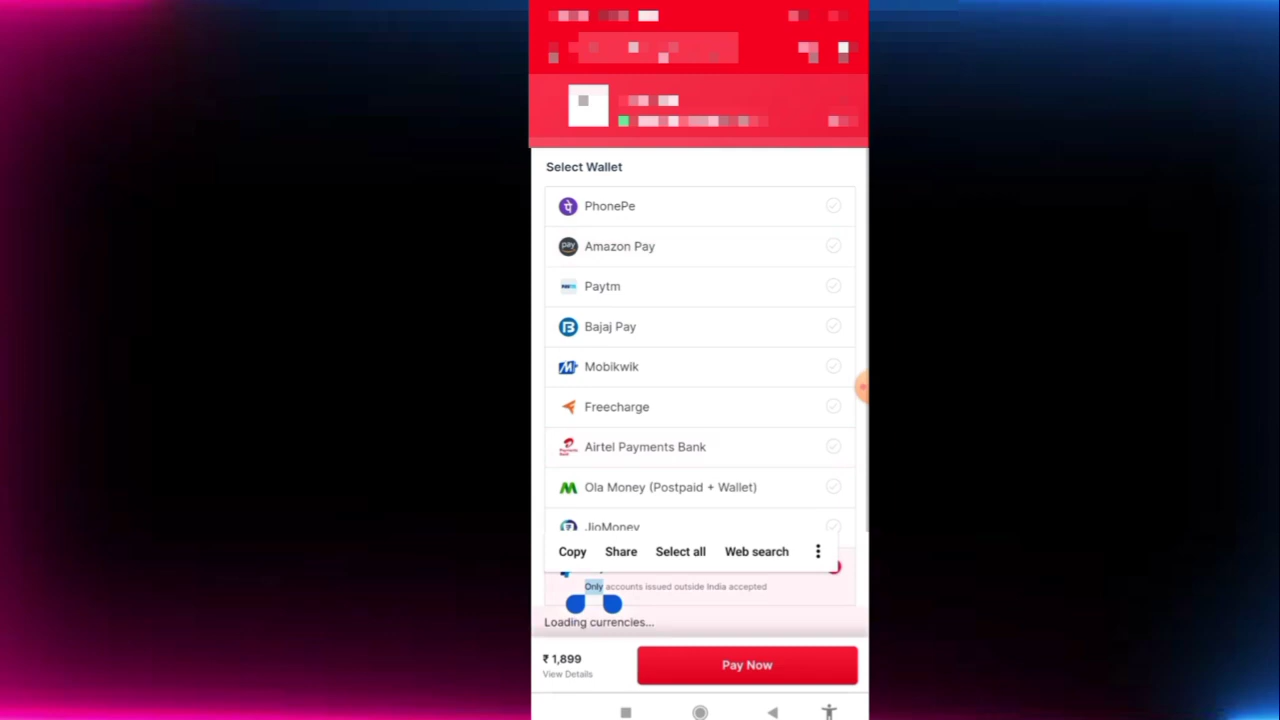 Select Wallet
PhonePe
pay Amazon Pay
Paytm
Bajaj Pay
Mobikwik
Freecharge
Airtel Payments Bank
Ola Money (Postpaid + Wallet)
JioMoney
Copy Share Select all Web search
Only accounts issued outside India accepted
Loading currencies...
₹ 1,899
Pay Now
View Details